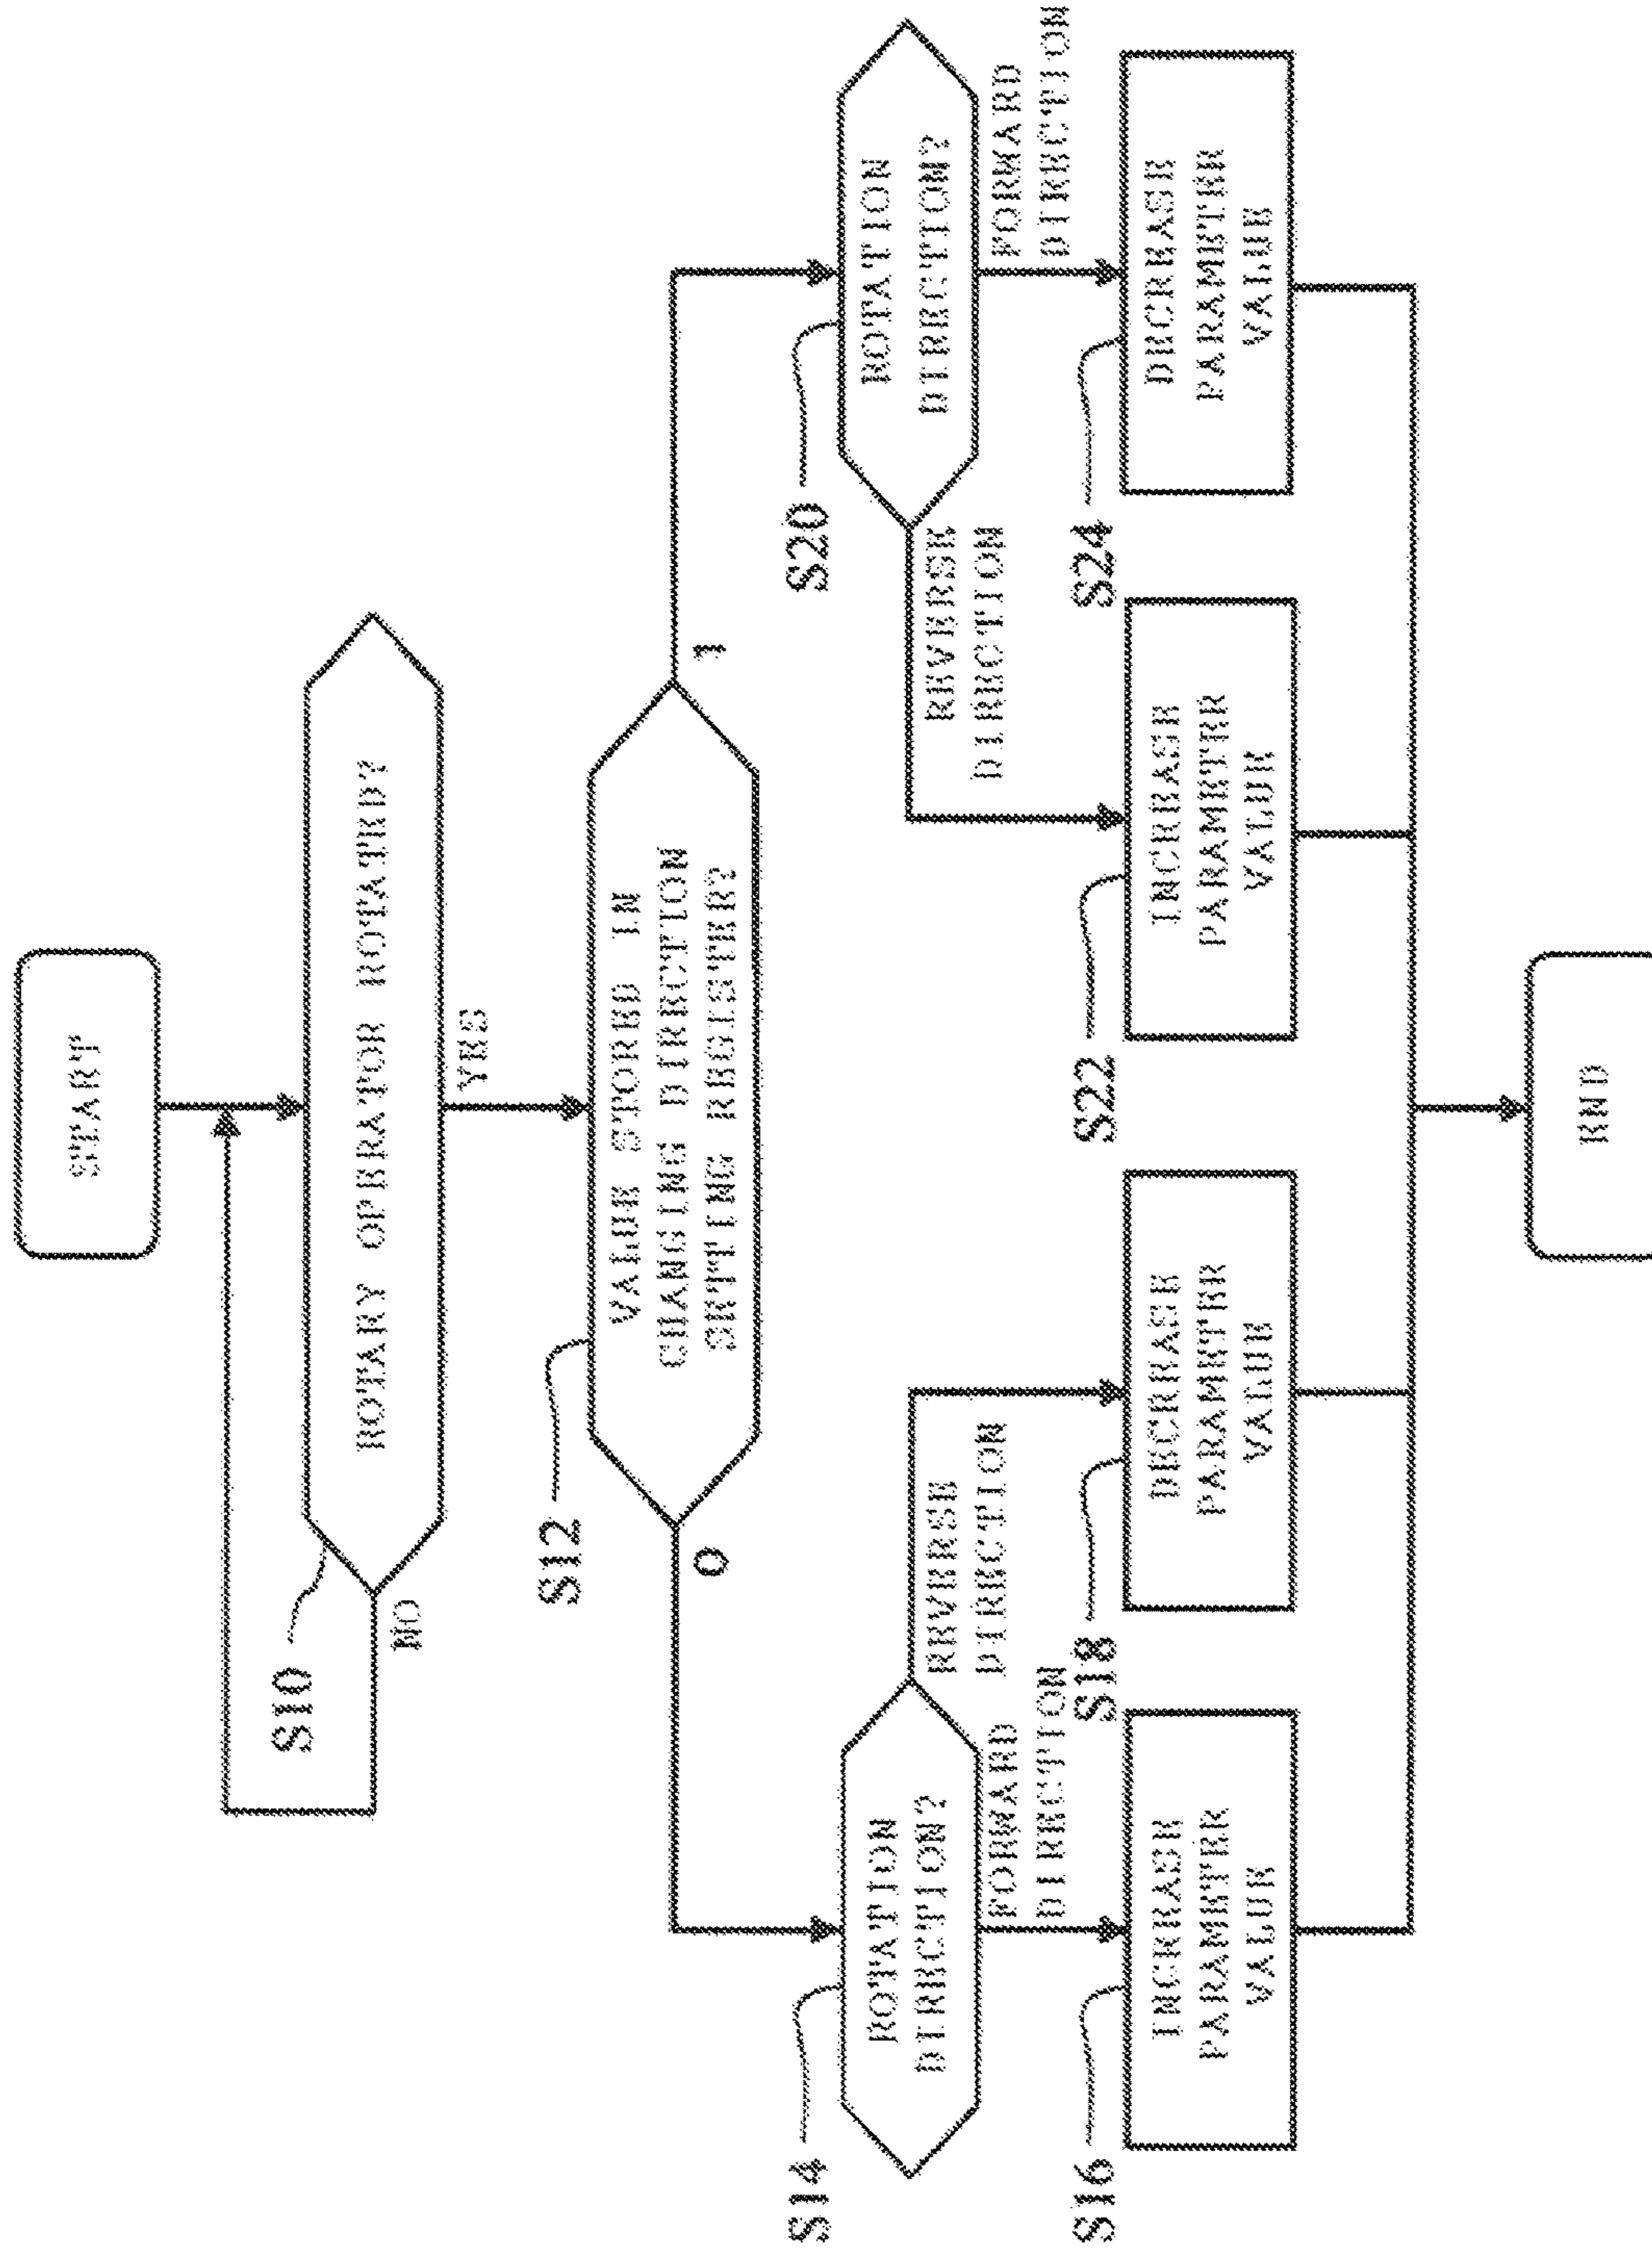 START
ROTARY OPERATOR ROTATED?
S10
NO
YES
VALUE STORED IN
CHANGING DIRECTION
SETTING REGISTER?
S12
0
1
ROTATION
DIRECTION?
S14
REVERSE
DIRECTION
FORWARD
DIRECTION
ROTATION
DIRECTION?
S20
REVERSE
DIRECTION
FORWARD
DIRECTION
S16
INCREASE
PARAMETER
VALUE
S18
DECREASE
PARAMETER
VALUE
S22
INCREASE
PARAMETER
VALUE
S24
DECREASE
PARAMETER
VALUE
END